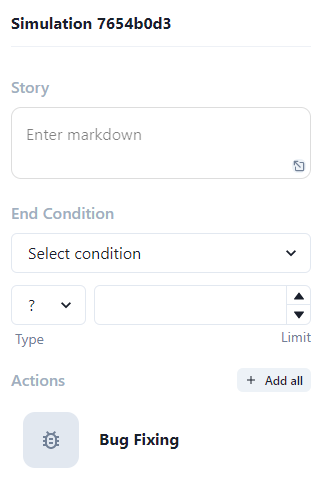 Simulation 7654b0d3
Story
Enter markdown
End Condition
Select condition
?
Type
Limit
Actions
+ Add all
Bug Fixing